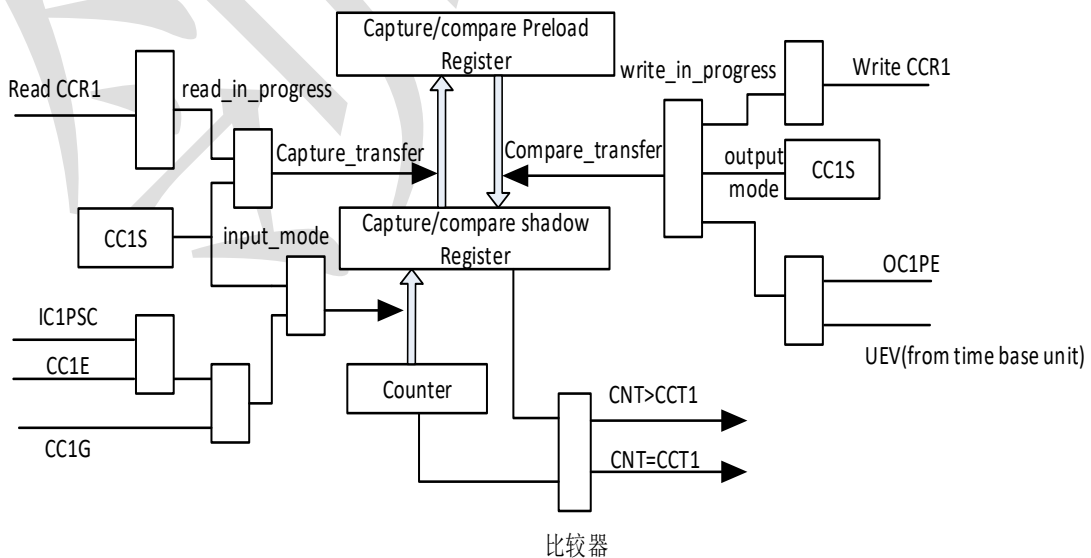 Capture/compare Preload
Register
Read CCR1
read_in_progress
write_in_progress
Write CCR1
Capture_transfer
Compare_transfer
output
mode
CC1S
CC1S
input_mode
Capture/compare shadow
Register
OC1PE
IC1PSC
UEV(from time base unit)
CC1E
Counter
CNT>CCT1
CC1G
CNT=CCT1
比较器